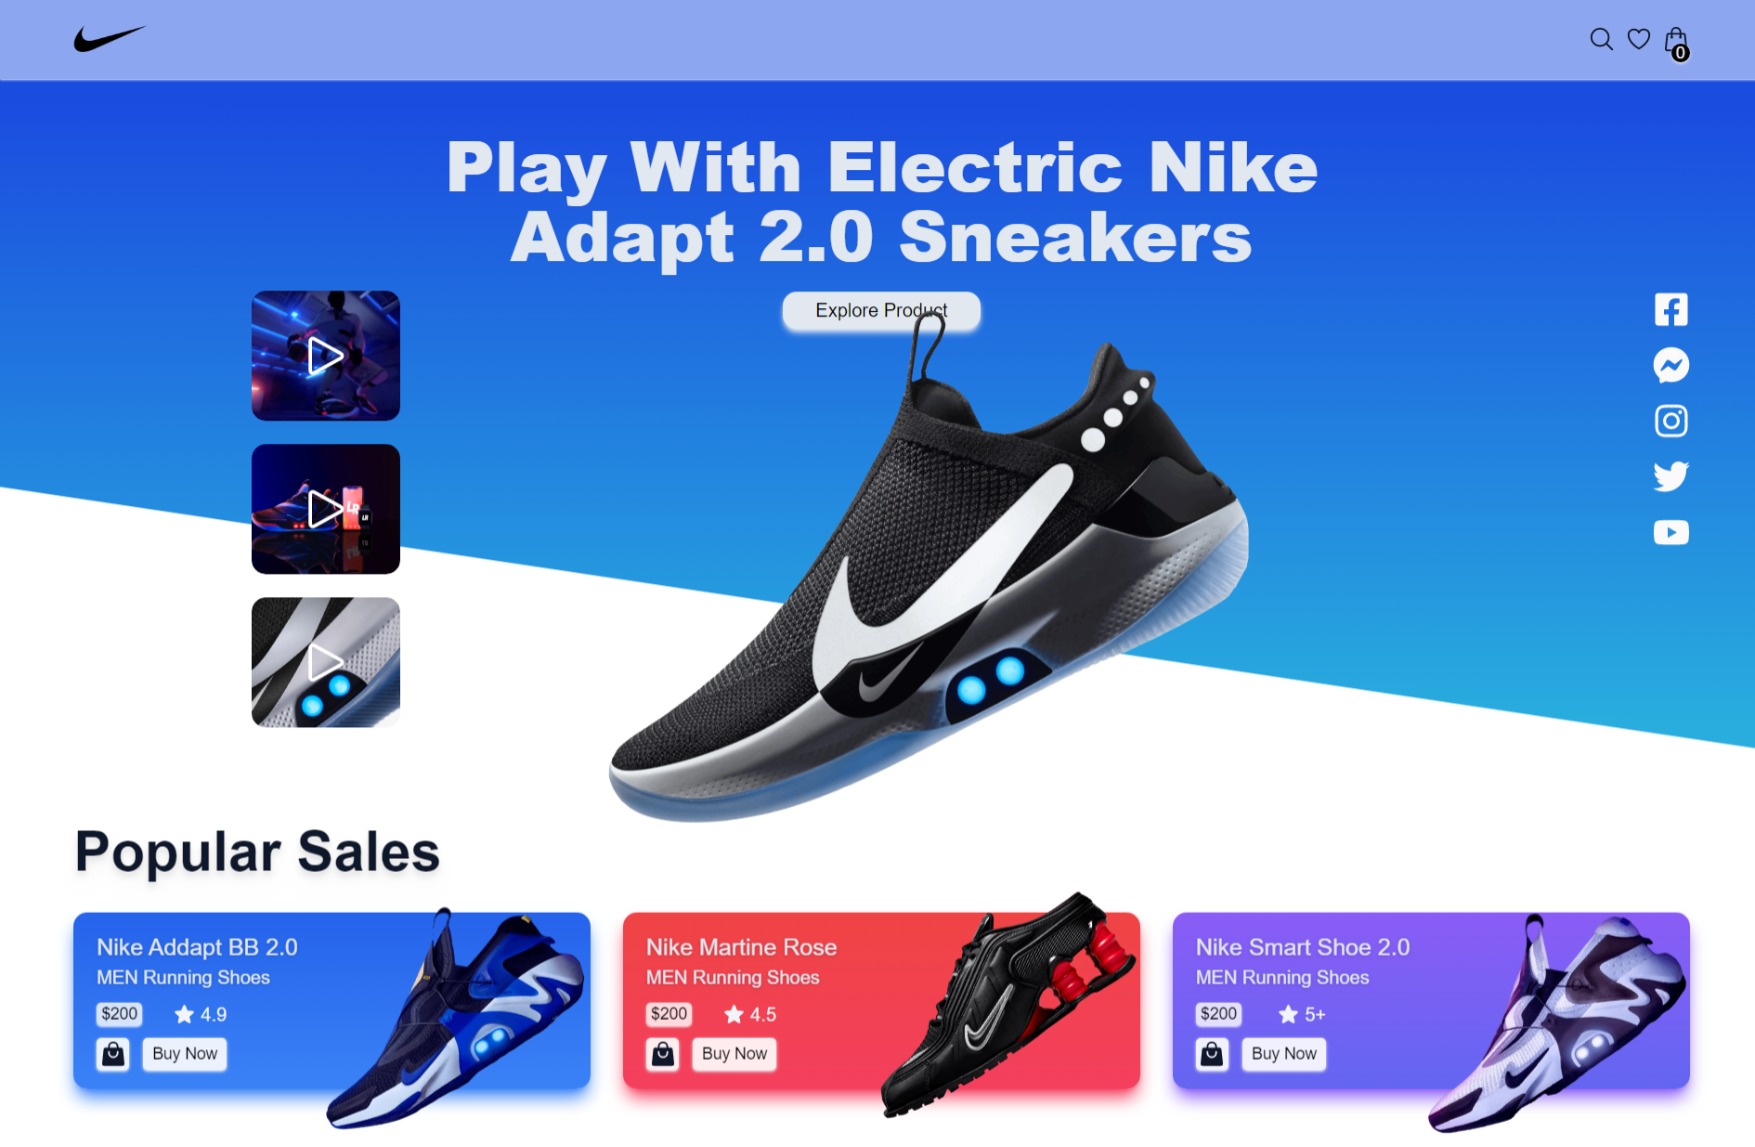 0
Play With Electric Nike
Adapt 2.0 Sneakers
Explore Product
LR
Popular Sales
Nike Addapt BB 2.0
MEN Running Shoes
$200 4.9
Buy Now
Nike Martine Rose
MEN Running Shoes
$200 4.5
Buy Now
Nike Smart Shoe 2.0
MEN Running Shoes
$200 5+
Buy Now